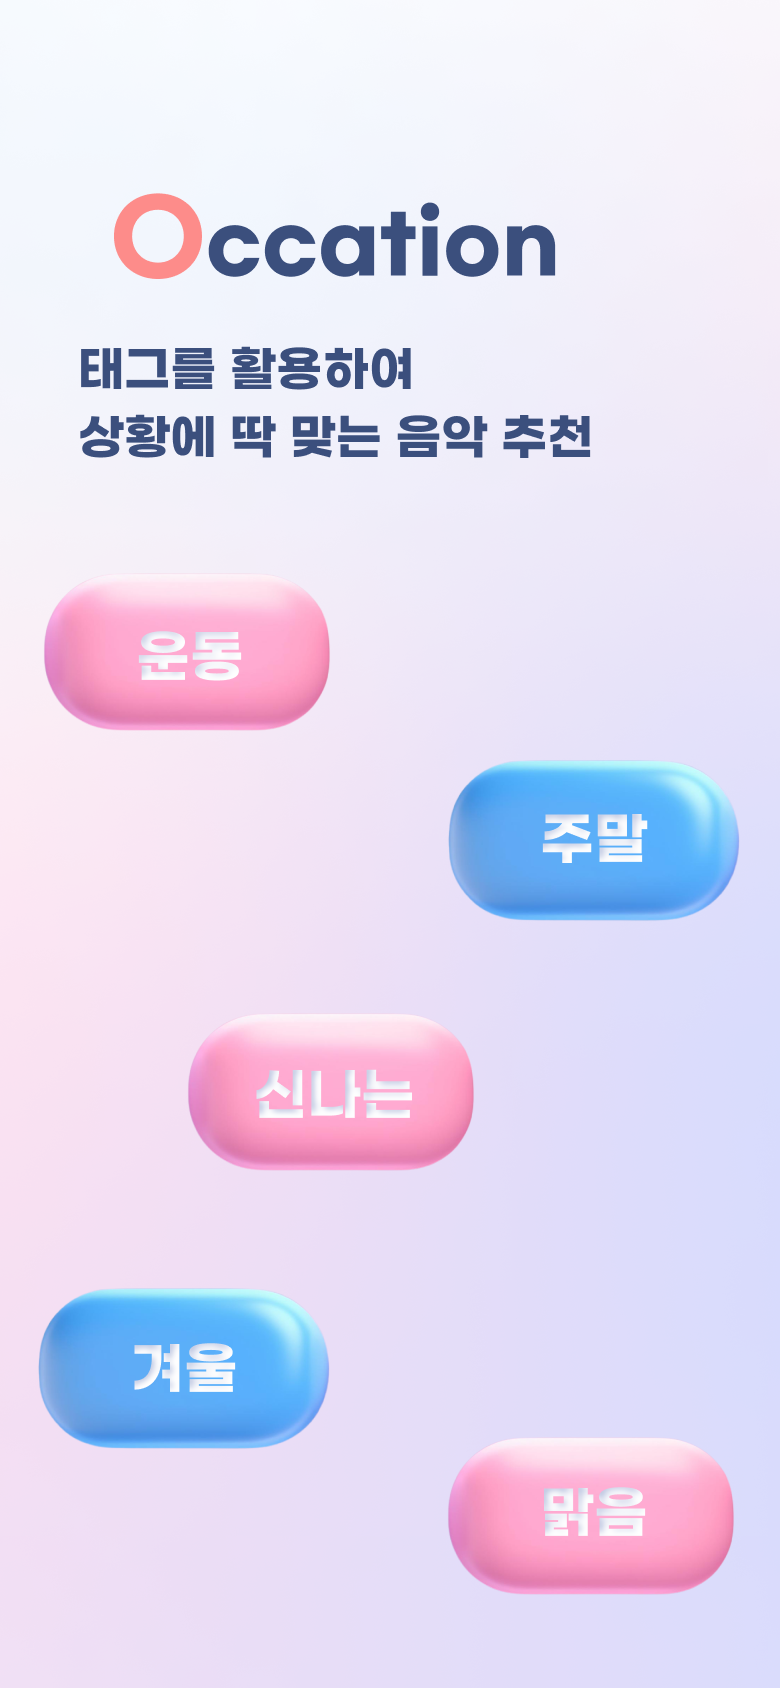 Occation
태그를 활용하여
상황에 딱 맞는 음악 추천
운동
주말
신나는
겨울
맑음